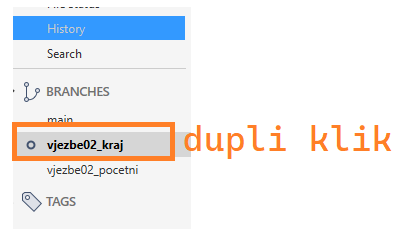 History
Search
BRANCHES
main
vjezbe02_kraj
dupli klik
vjezbe02_pocetni
TAGS